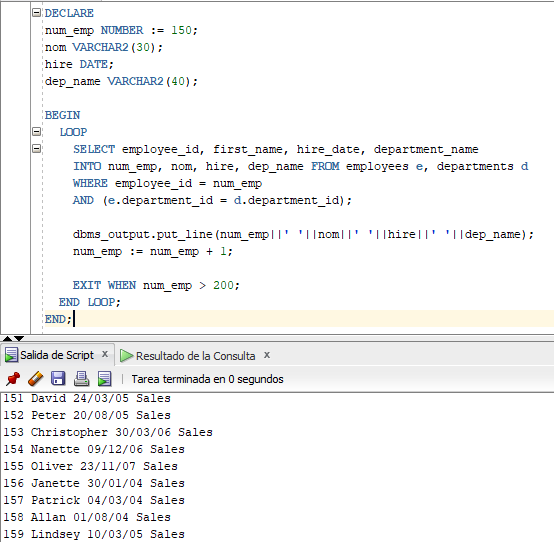 DECLARE
num_emp NUMBER := 150;
nom VARCHAR2(30);
hire DATE;
dep_name VARCHAR2(40);
BEGIN
LOOP
SELECT employee_id, first_name, hire_date, department_name
INTO num_emp, nom, hire, dep_name FROM employees e, departments d
WHERE employee_id = num_emp
AND (e.department_id = d.department_id);
dbms_output.put_line(num_emp||' '||nom||' '||hire||' '||dep_name);
num_emp := num_emp + 1;
EXIT WHEN num_emp > 200;
END LOOP;
END;
Salida de Script x Resultado de la Consulta x
Tarea terminada en 0 segundos
151 David 24/03/05 Sales
152 Peter 20/08/05 Sales
153 Christopher 30/03/06 Sales
154 Nanette 09/12/06 Sales
155 Oliver 23/11/07 Sales
156 Janette 30/01/04 Sales
157 Patrick 04/03/04 Sales
158 Allan 01/08/04 Sales
159 Lindsey 10/03/05 Sales